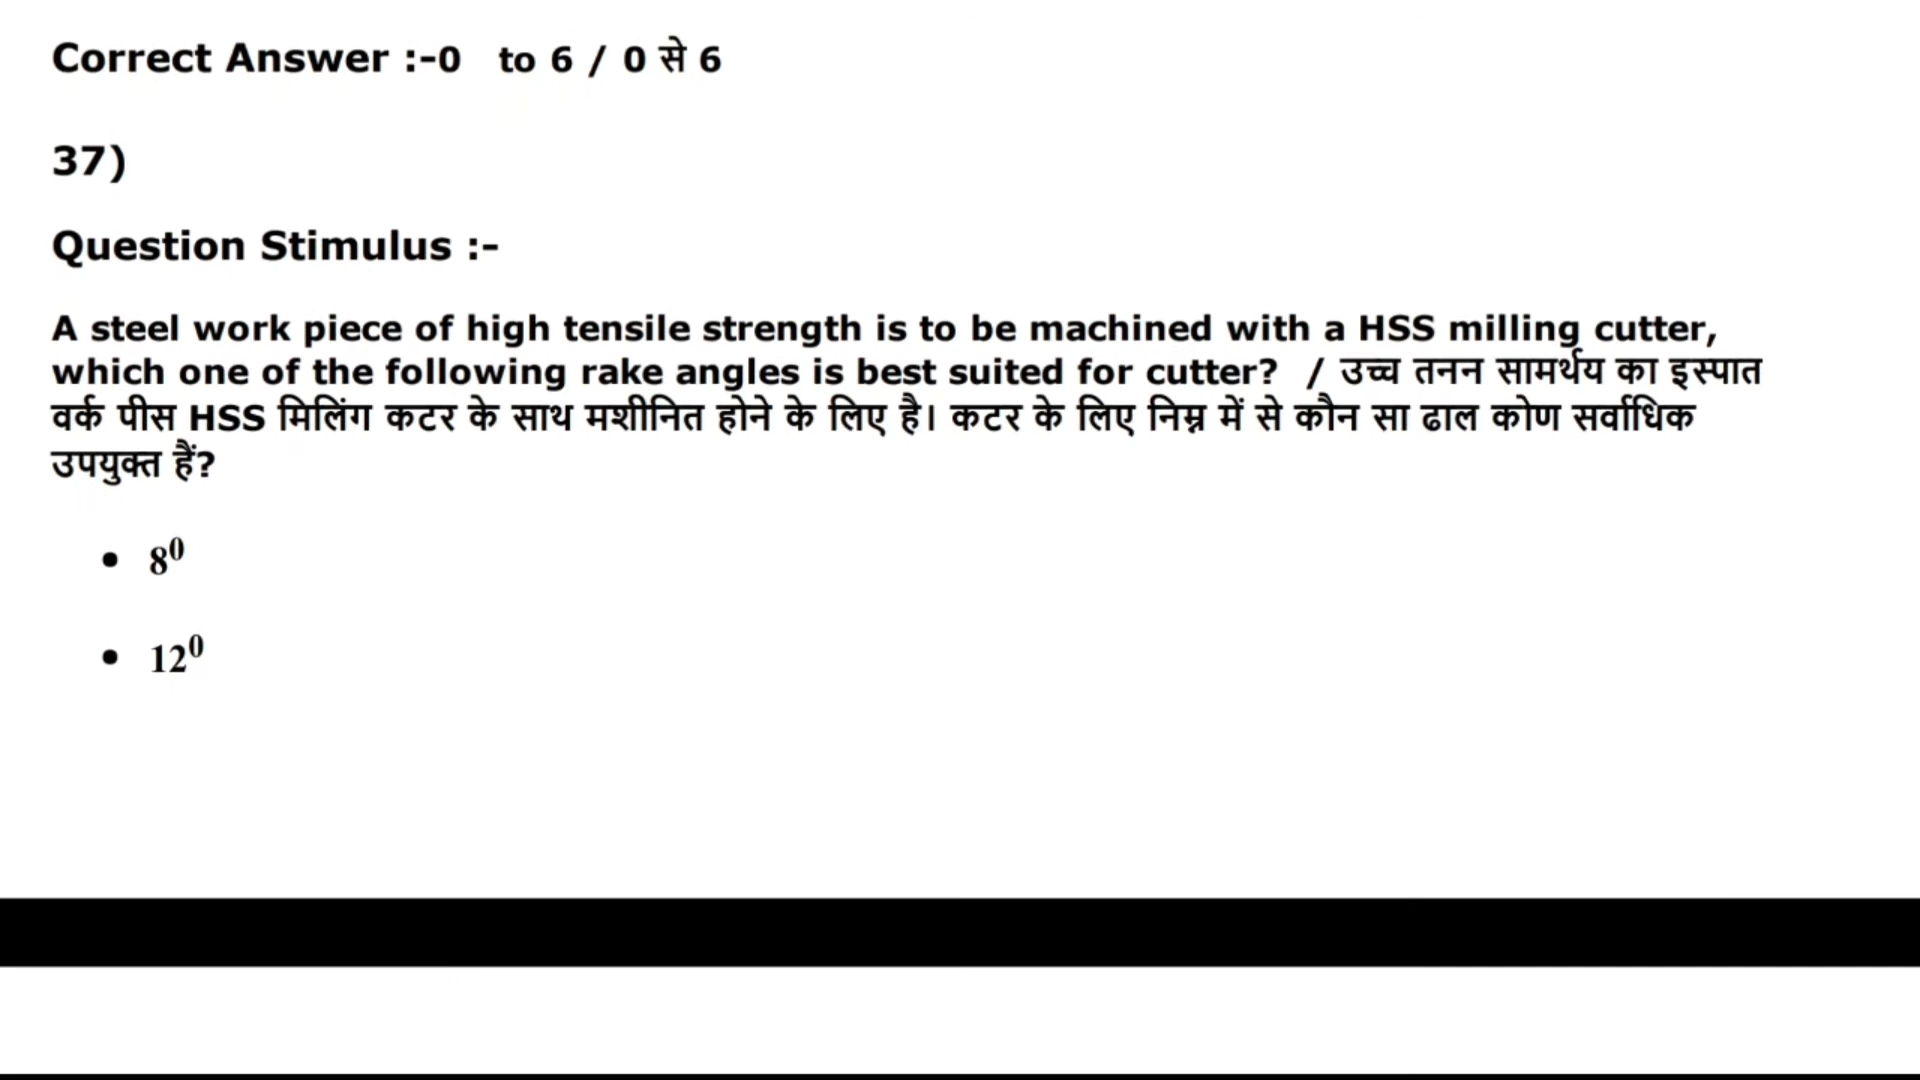 Correct Answer :-0 to 6 / 0 से 6
37)
Question Stimulus :-
A steel work piece of high tensile strength is to be machined with a HSS milling cutter,
which one of the following rake angles is best suited for cutter? / उच्च तनन सामर्थय का इस्पात
वर्क पीस HSS मिलिंग कटर के साथ मशीनित होने के लिए है। कटर के लिए निम्न में से कौन सा ढाल कोण सर्वाधिक
उपयुक्त हैं?
• 8⁰
• 12⁰